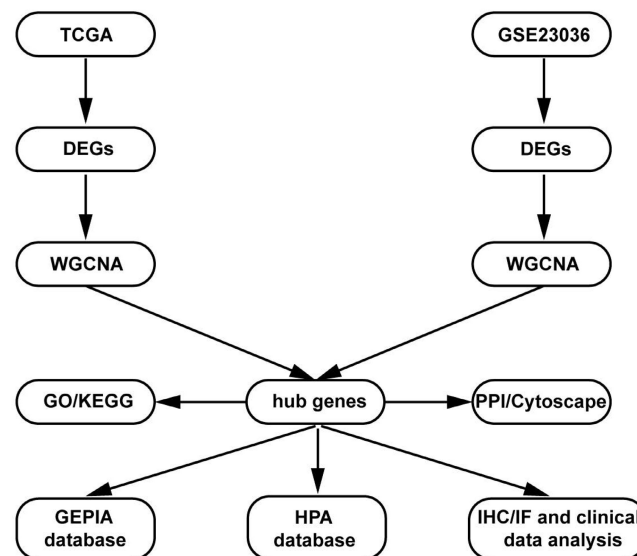 TCGA
GSE23036
DEGs
DEGs
WGCNA
WGCNA
GO/KEGG
hub genes
PPI/Cytoscape
GEPIA
database
HPA
database
IHC/IF and clinical
data analysis